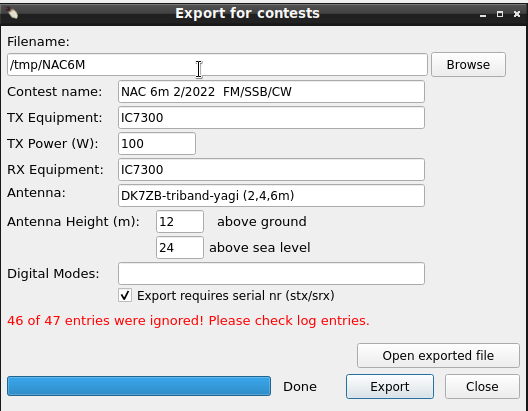 Export for contests
Filename:
/tmp/NAC6M Browse
Contest name: NAC 6m 2/2022  FM/SSB/CW
TX Equipment: IC7300
TX Power (W): 100
RX Equipment: IC7300
Antenna: DK7ZB-triband-yagi (2,4,6m)
Antenna Height (m): 12 above ground
24 above sea level
Digital Modes:
Export requires serial nr (stx/srx)
46 of 47 entries were ignored! Please check log entries.
Open exported file
Done Export Close